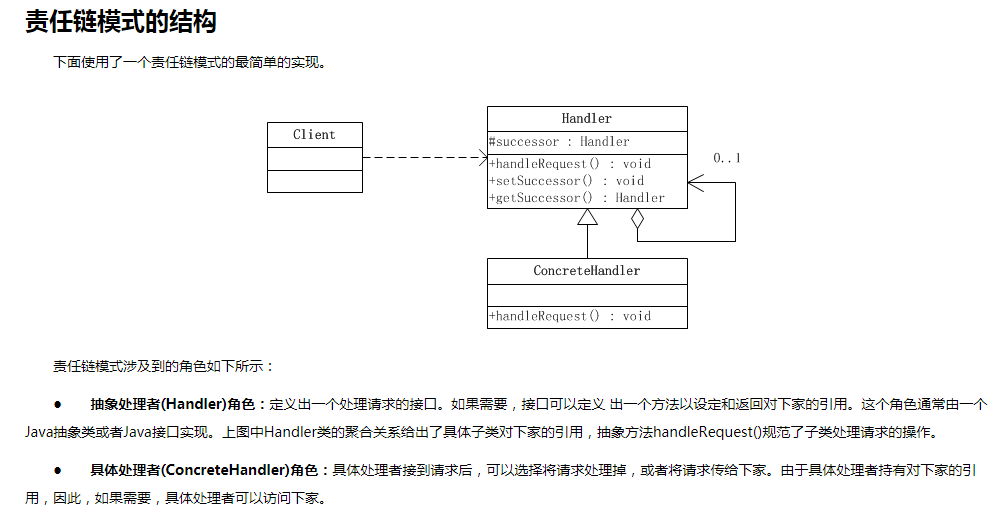 责任链模式的结构
下面使用了一个责任链模式的最简单的实现。
Client
Handler
#successor : Handler
+handleRequest() : void
+setSuccessor() : void
+getSuccessor() : Handler
0..1
ConcreteHandler
+handleRequest() : void
责任链模式涉及到的角色如下所示：
● 抽象处理者(Handler)角色：定义出一个处理请求的接口。如果需要，接口可以定义 出一个方法以设定和返回对下家的引用。这个角色通常由一个
Java抽象类或者Java接口实现。上图中Handler类的聚合关系给出了具体子类对下家的引用，抽象方法handleRequest()规范了子类处理请求的操作。
● 具体处理者(ConcreteHandler)角色：具体处理者接到请求后，可以选择将请求处理掉，或者将请求传给下家。由于具体处理者持有对下家的引
用，因此，如果需要，具体处理者可以访问下家。